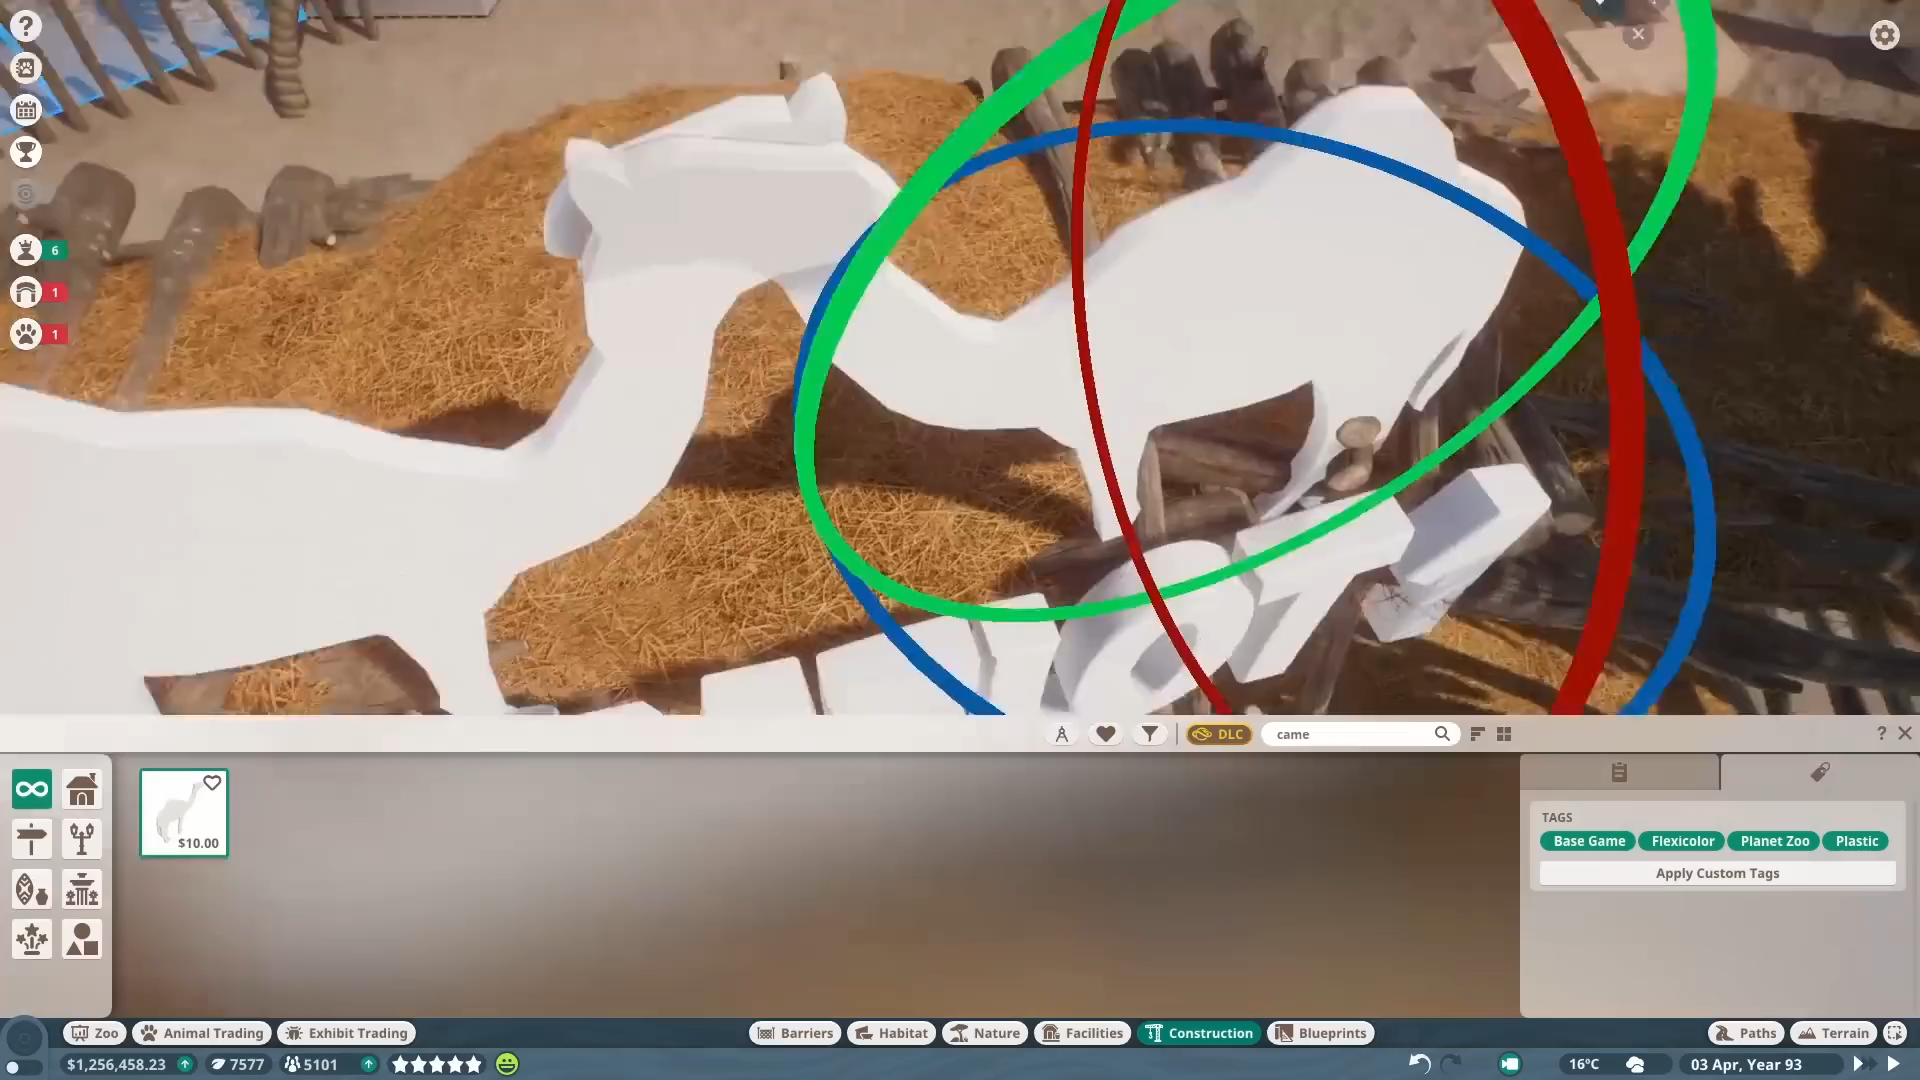 6
1
1
DLC
came
?
$10.00
TAGS
Base Game
Flexicolor
Planet Zoo
Plastic
Apply Custom Tags
Zoo
Animal Trading
Exhibit Trading
Barriers
Habitat
Nature
Facilities
Construction
Blueprints
Paths
Terrain
$1,256,458.23
7577
5101
16°C
03 Apr, Year 93